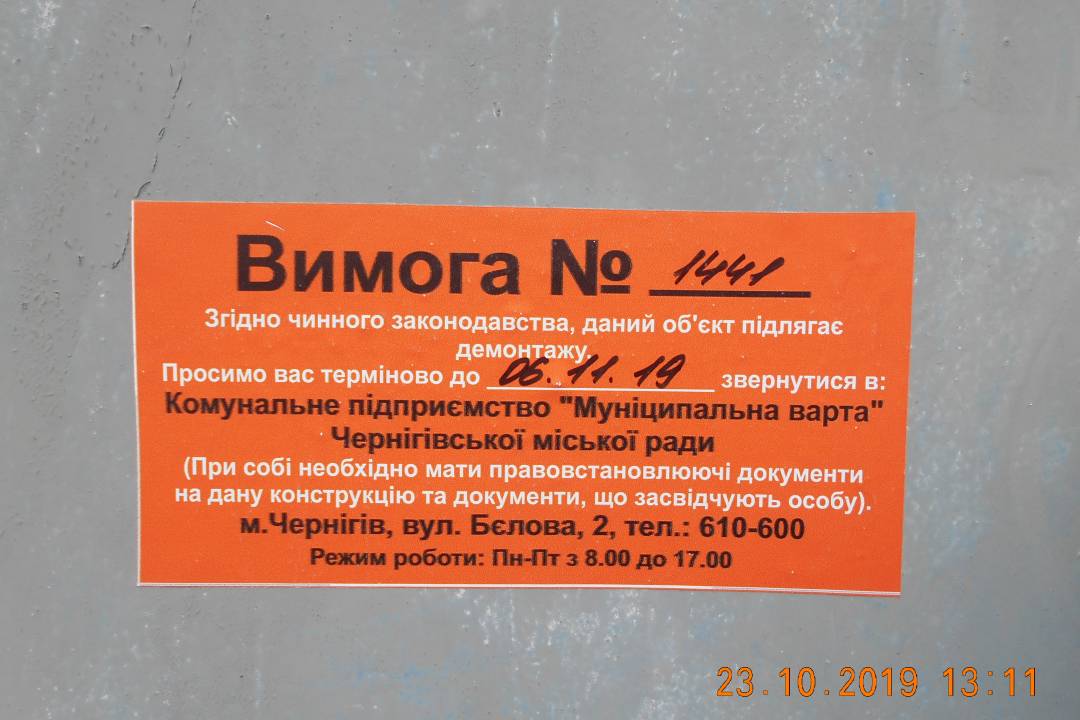 Вимога № 1441
Згідно чинного законодавства, даний об'єкт підлягає
демонтажу.
Просимо вас терміново до 06.11.19 звернутися в:
Комунальне підприємство "Муніципальна варта"
Чернігівської міської ради
(При собі необхідно мати правовстановлюючі документи
на дану конструкцію та документи, що засвідчують особу).
м.Чернігів, вул. Бєлова, 2, тел.: 610-600
Режим роботи: Пн-Пт з 8.00 до 17.00
23.10.2019 13:11